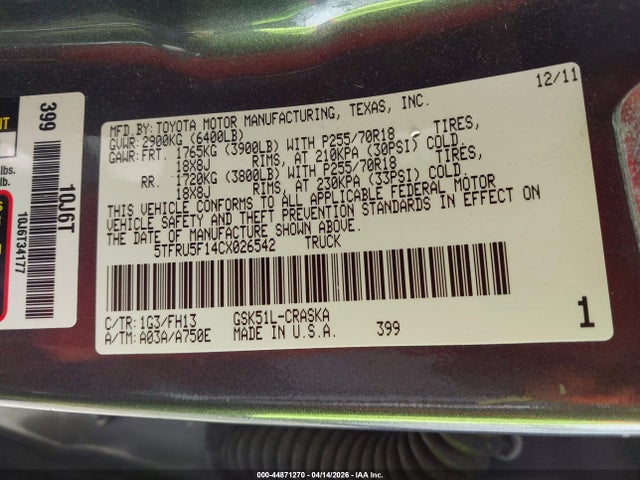 12/11
MFD.BY: TOYOTA MOTOR MANUFACTURING, TEXAS, INC.
GVWR: 2900KG (6400LB)
GAWR: FRT. 1765KG (3900LB) WITH P255/70R18 TIRES,
18X8J RIMS, AT 210KPA (30PSI) COLD
RR. 1720KG (3800LB) WITH P255/70R18 TIRES,
18X8J RIMS, AT 230KPA (33PSI) COLD
THIS VEHICLE CONFORMS TO ALL APPLICABLE FEDERAL MOTOR
VEHICLE SAFETY AND THEFT PREVENTION STANDARDS IN EFFECT ON
THE DATE OF MANUFACTURE SHOWN ABOVE.
5TFRU5F14CX026542 TRUCK
C/TR: 1G3/FH13 GSK51L-CRASKA
A/TM: A03A/A750E MADE IN U.S.A. 399
1
399
10J6T
10J6T34177
lbs.
lb.
000-44871270 - 04/14/2026 - IAA Inc.